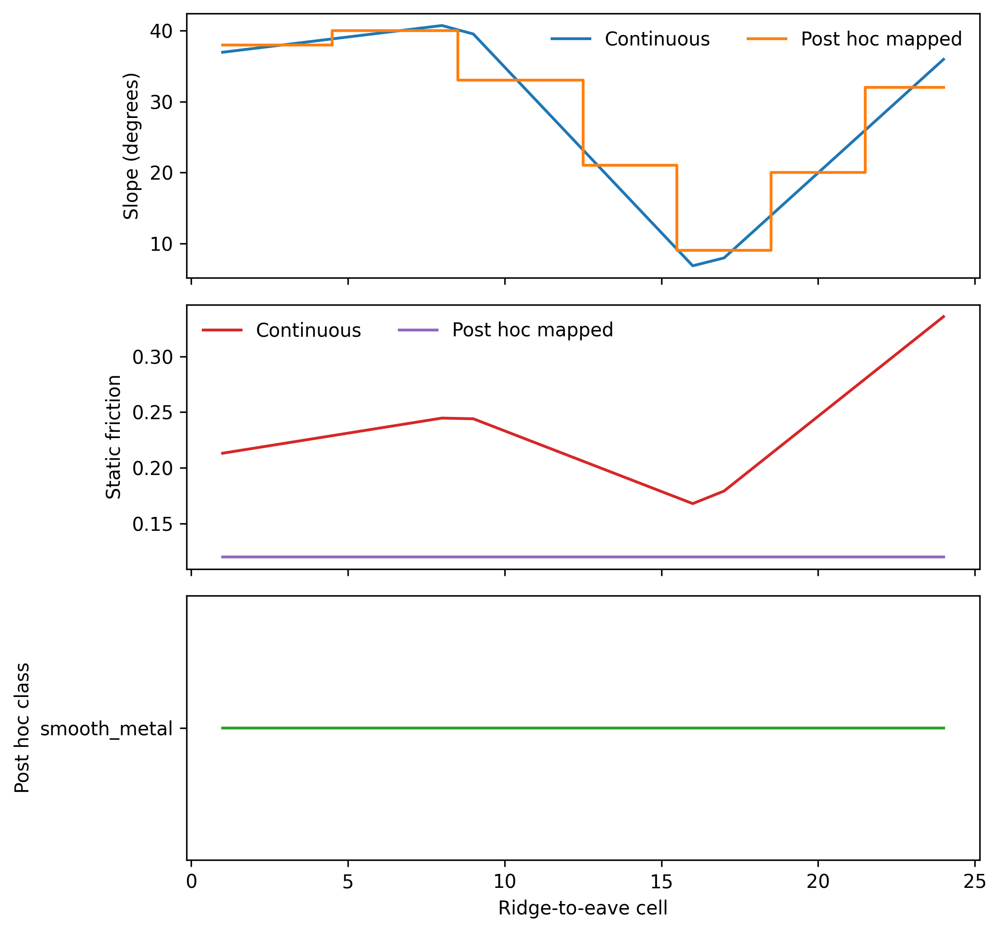 40
30
20
10
Slope (degrees)
Continuous
Post hoc mapped
0.30
0.25
0.20
0.15
Static friction
Continuous
Post hoc mapped
Post hoc class
smooth_metal
0
5
10
15
20
25
Ridge-to-eave cell